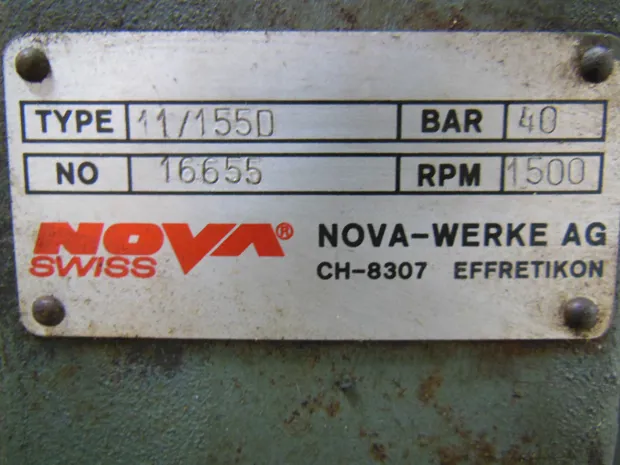 TYPE 11/155D BAR 40
NO 16655 RPM 1500
NOVA® NOVA-WERKE AG
SWISS CH-8307 EFFRETIKON